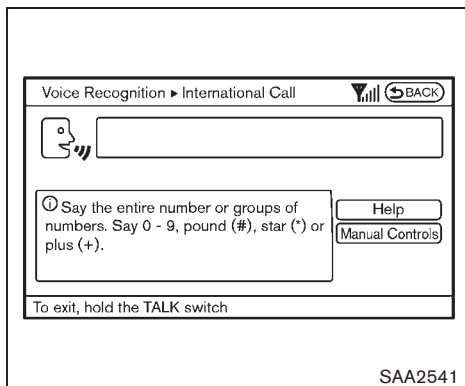 Voice Recognition ▸ International Call BACK
ⓘ Say the entire number or groups of
numbers. Say 0 - 9, pound (#), star (*) or
plus (+).
Help
Manual Controls
To exit, hold the TALK switch
SAA2541